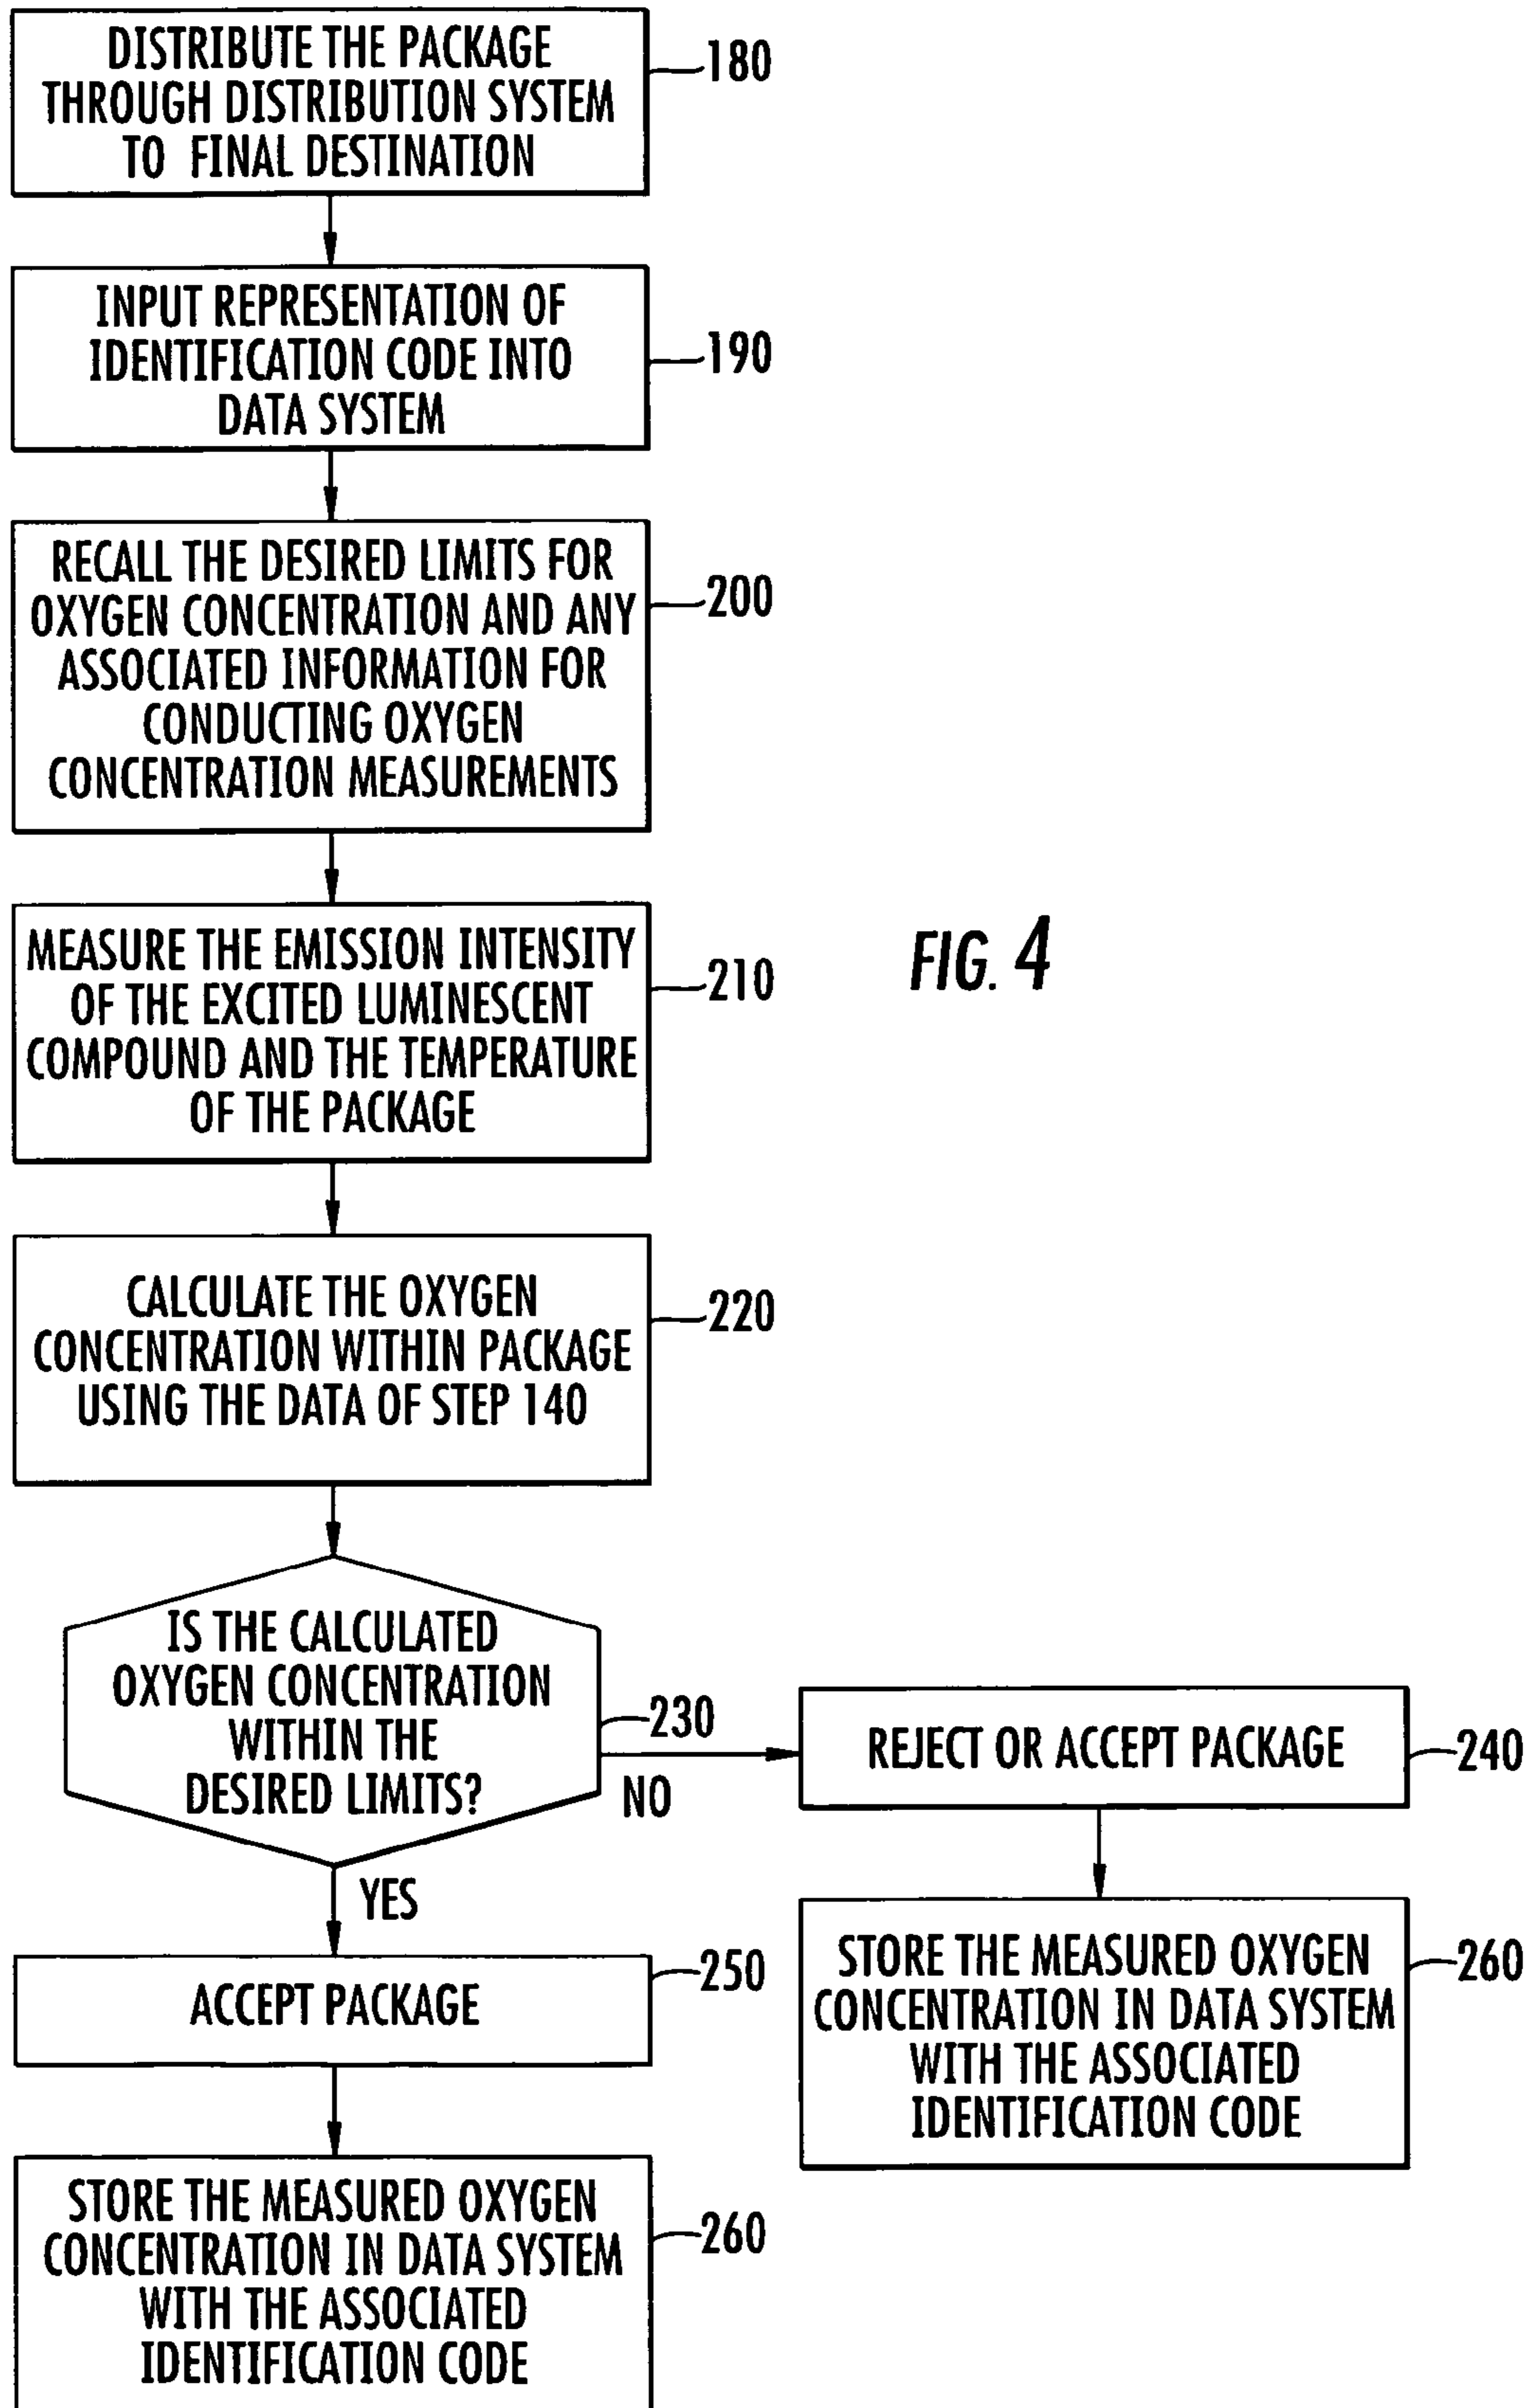 DISTRIBUTE THE PACKAGE
THROUGH DISTRIBUTION SYSTEM
TO FINAL DESTINATION
180
INPUT REPRESENTATION OF
IDENTIFICATION CODE INTO
DATA SYSTEM
190
RECALL THE DESIRED LIMITS FOR
OXYGEN CONCENTRATION AND ANY
ASSOCIATED INFORMATION FOR
CONDUCTING OXYGEN
CONCENTRATION MEASUREMENTS
200
MEASURE THE EMISSION INTENSITY
OF THE EXCITED LUMINESCENT
COMPOUND AND THE TEMPERATURE
OF THE PACKAGE
210
FIG. 4
CALCULATE THE OXYGEN
CONCENTRATION WITHIN PACKAGE
USING THE DATA OF STEP 140
220
IS THE CALCULATED
OXYGEN CONCENTRATION
WITHIN THE
DESIRED LIMITS?
230
NO
REJECT OR ACCEPT PACKAGE
240
YES
ACCEPT PACKAGE
250
STORE THE MEASURED OXYGEN
CONCENTRATION IN DATA SYSTEM
WITH THE ASSOCIATED
IDENTIFICATION CODE
260
STORE THE MEASURED OXYGEN
CONCENTRATION IN DATA SYSTEM
WITH THE ASSOCIATED
IDENTIFICATION CODE
260